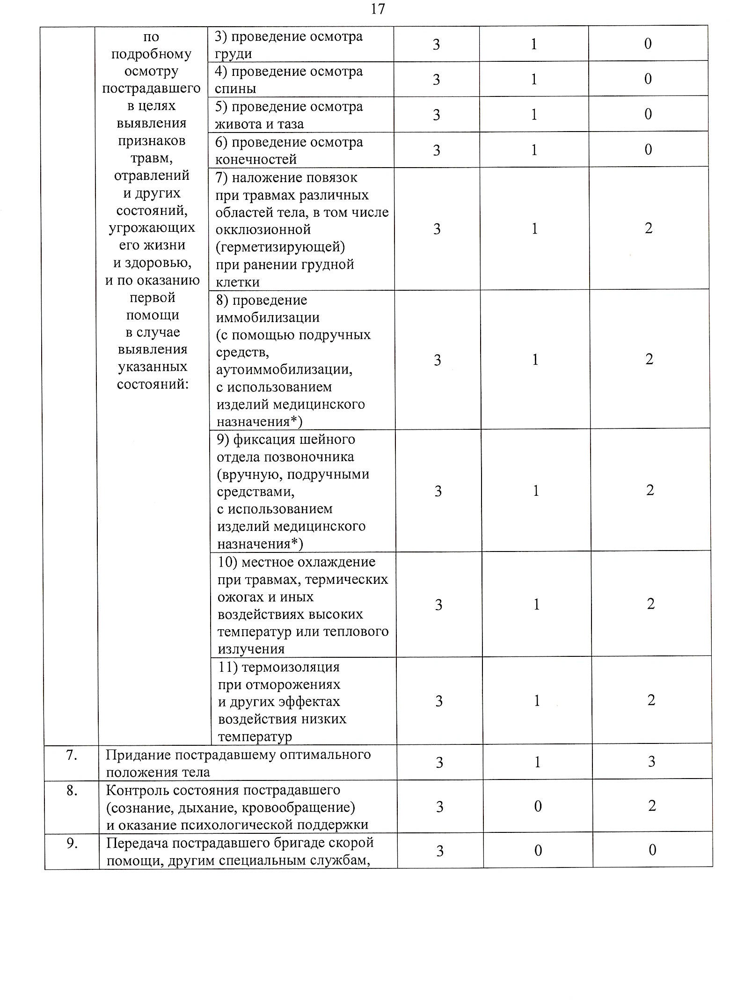 17
по
подробному
осмотру
пострадавшего
в целях
выявления
признаков
травм,
отравлений
и других
состояний,
угрожающих
его жизни
и здоровью,
и по оказанию
первой
помощи
в случае
выявления
указанных
состояний:
3) проведение осмотра
груди
3
1
0
4) проведение осмотра
спины
3
1
0
5) проведение осмотра
живота и таза
3
1
0
6) проведение осмотра
конечностей
3
1
0
7) наложение повязок
при травмах различных
областей тела, в том числе
окклюзионной
(герметизирующей)
при ранении грудной
клетки
3
1
2
8) проведение
иммобилизации
(с помощью подручных
средств,
аутоиммобилизации,
с использованием
изделий медицинского
назначения*)
3
1
2
9) фиксация шейного
отдела позвоночника
(вручную, подручными
средствами,
с использованием
изделий медицинского
назначения*)
3
1
2
10) местное охлаждение
при травмах, термических
ожогах и иных
воздействиях высоких
температур или теплового
излучения
3
1
2
11) термоизоляция
при отморожениях
и других эффектах
воздействия низких
температур
3
1
2
7.
Придание пострадавшему оптимального
положения тела
3
1
3
8.
Контроль состояния пострадавшего
(сознание, дыхание, кровообращение)
и оказание психологической поддержки
3
0
2
9.
Передача пострадавшего бригаде скорой
помощи, другим специальным службам,
3
0
0